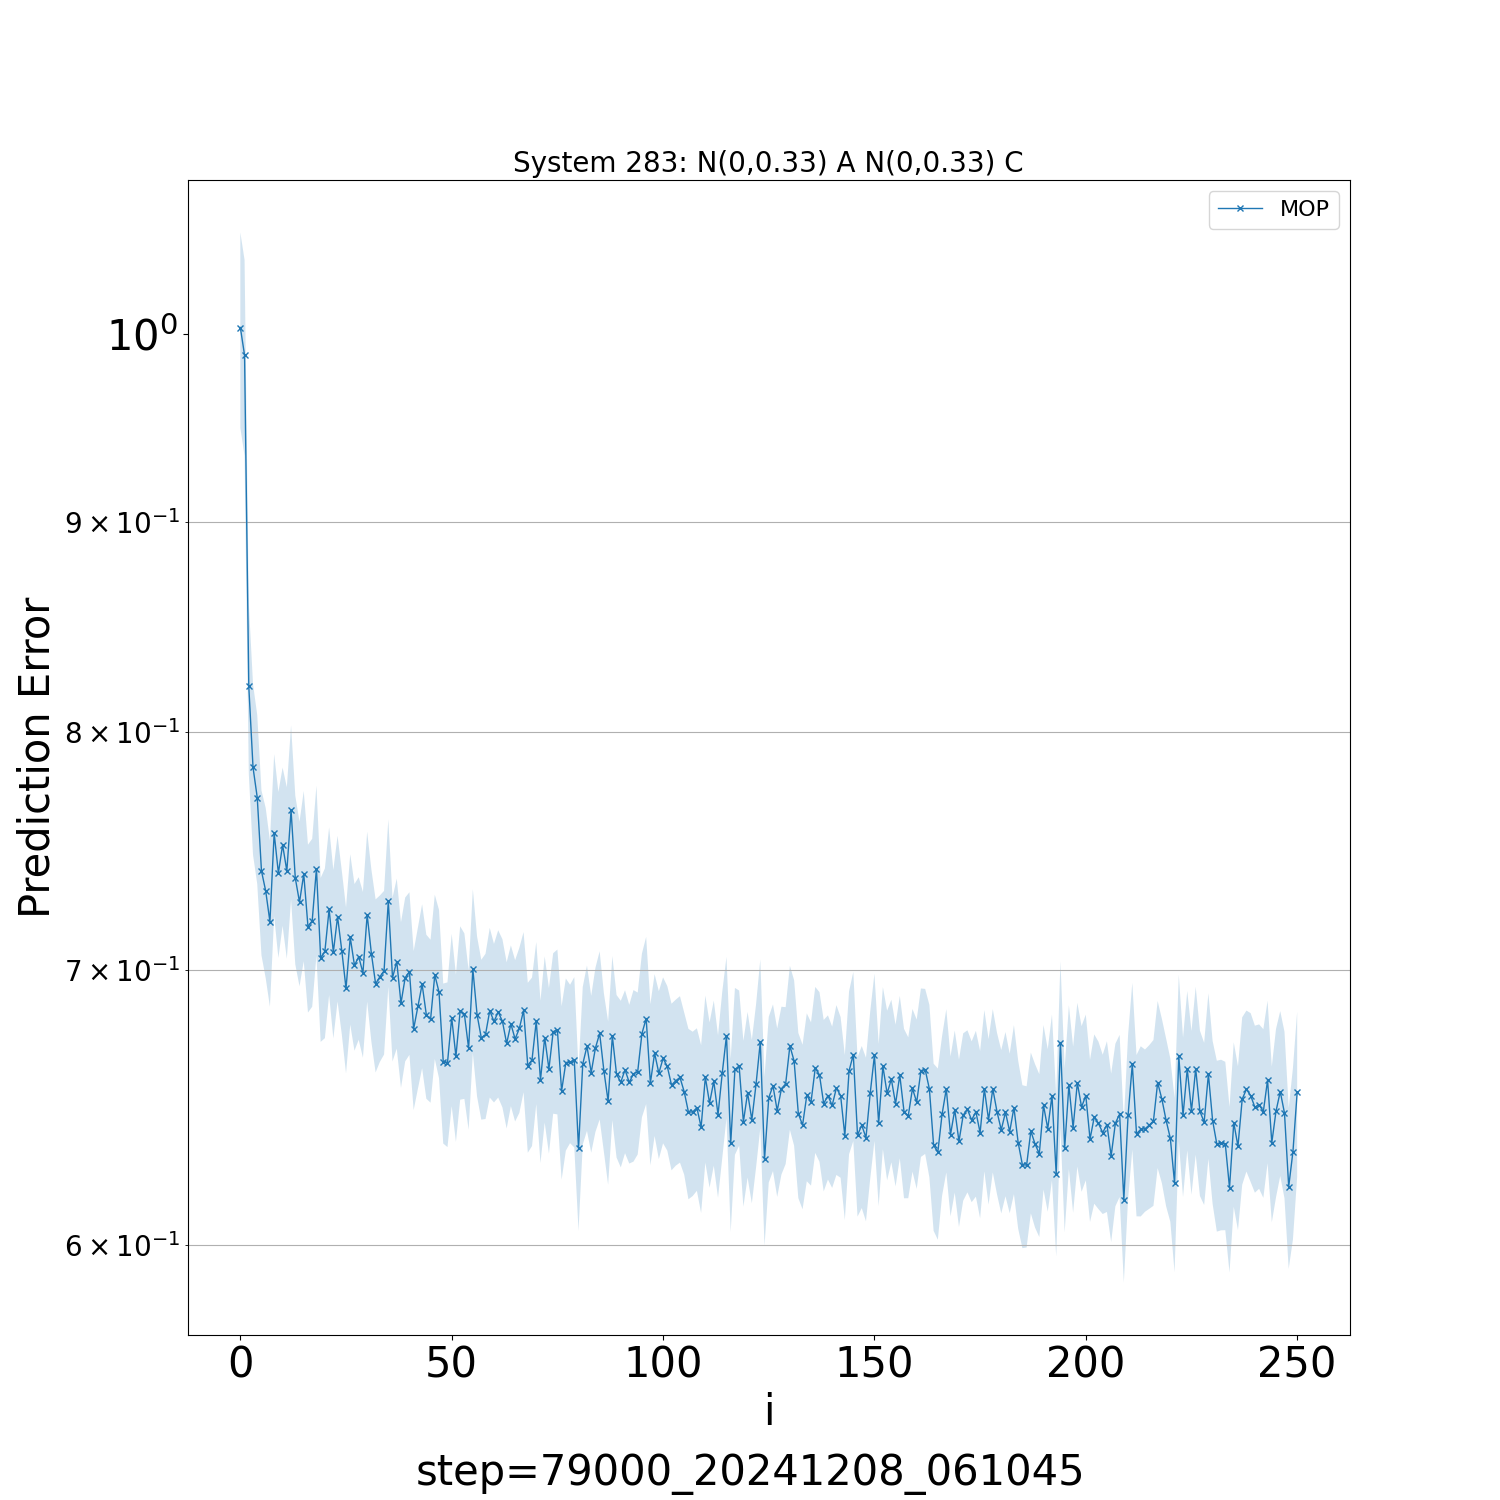 System 283: N(0,0.33) A N(0,0.33) C
MOP
10⁰
9 × 10⁻¹
8 × 10⁻¹
7 × 10⁻¹
6 × 10⁻¹
Prediction Error
0 50 100 150 200 250
i
step=79000_20241208_061045